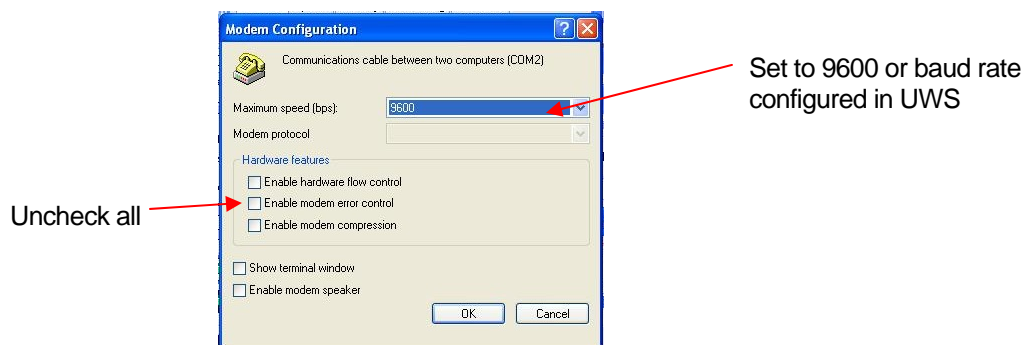 Modem Configuration
Communications cable between two computers (COM2)
Maximum speed (bps):
9600
Modem protocol
Hardware features
Enable hardware flow control
Enable modem error control
Enable modem compression
Show terminal window
Enable modem speaker
OK
Cancel
Set to 9600 or baud rate
configured in UWS
Uncheck all